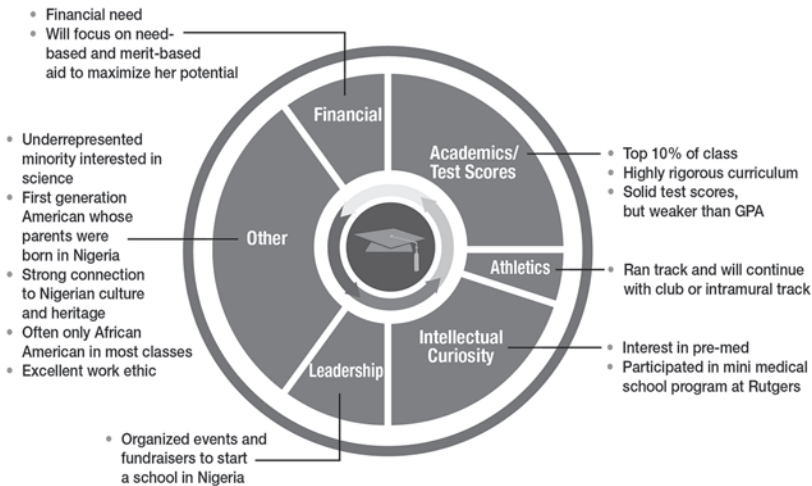 • Financial need
• Will focus on need-
based and merit-based
aid to maximize her potential
Financial
Academics/
Test Scores
• Top 10% of class
• Highly rigorous curriculum
• Solid test scores,
but weaker than GPA
Athletics
• Ran track and will continue
with club or intramural track
Intellectual
Curiosity
• Interest in pre-med
• Participated in mini medical
school program at Rutgers
Leadership
• Organized events and
fundraisers to start
a school in Nigeria
Other
• Underrepresented
minority interested in
science
• First generation
American whose
parents were
born in Nigeria
• Strong connection
to Nigerian culture
and heritage
• Often only African
American in most classes
• Excellent work ethic